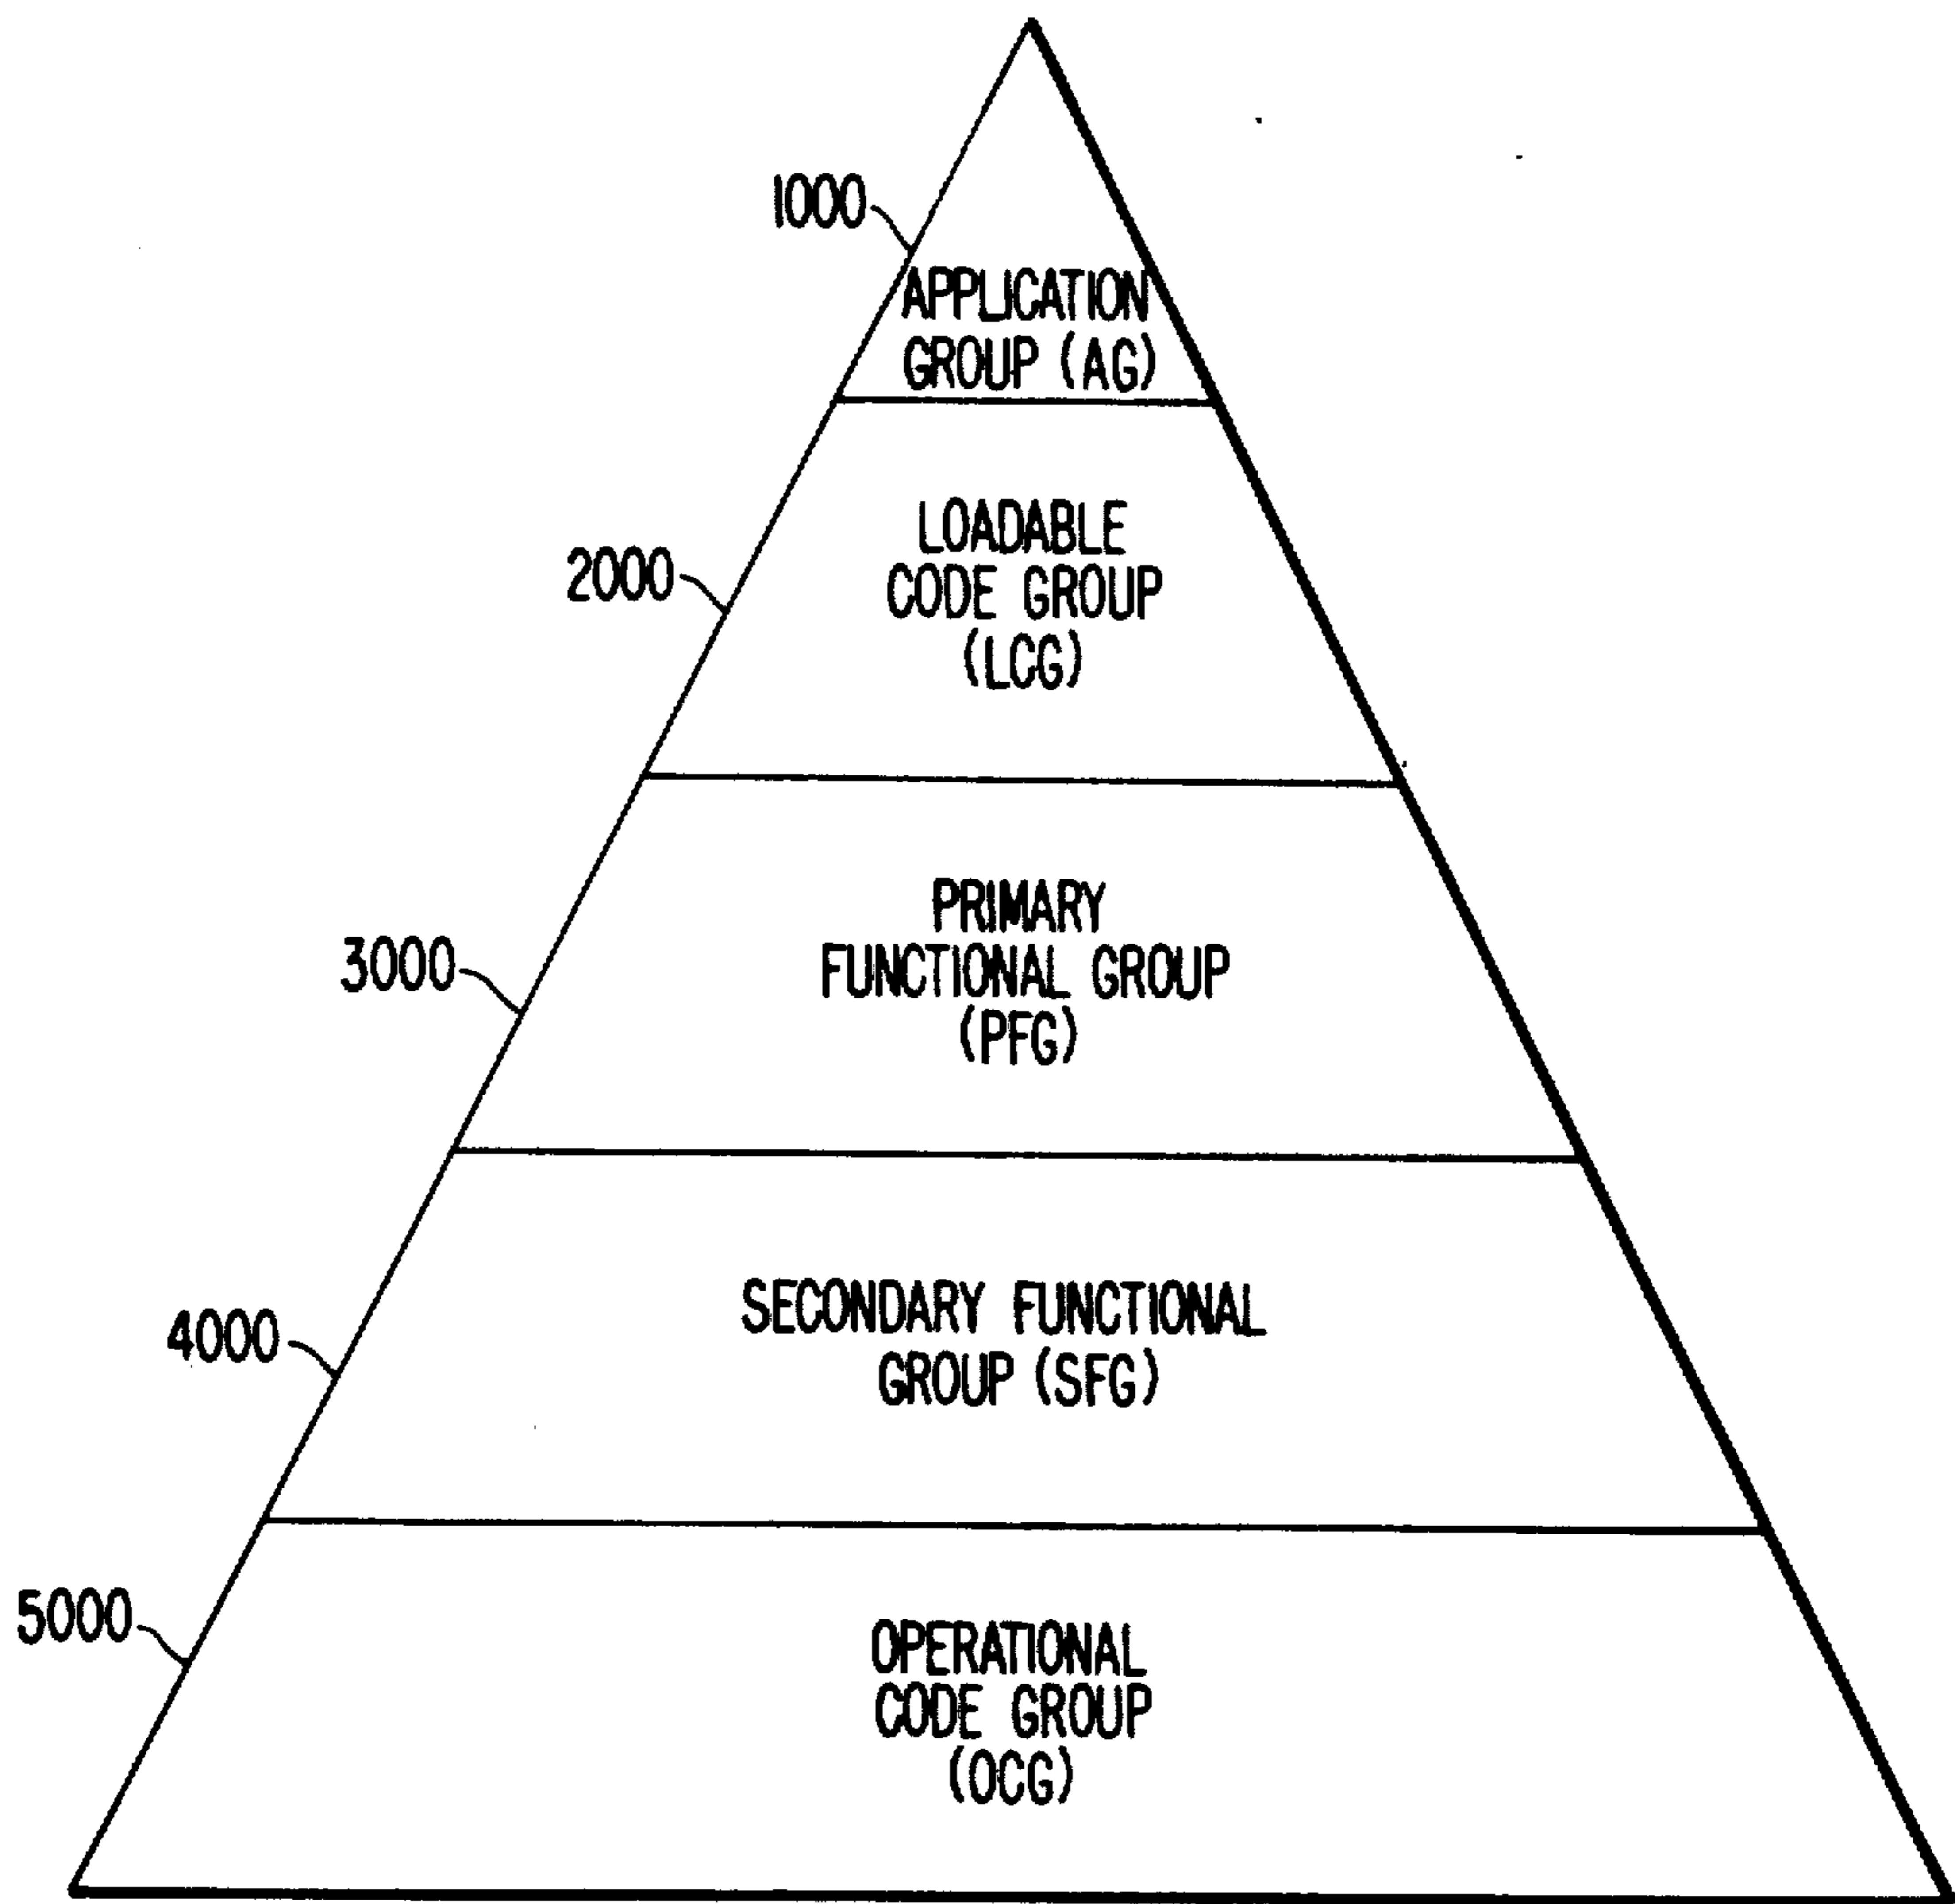 1000
APPLICATION
GROUP (AG)
LOADABLE
2000
CODE GROUP
(LCG)
PRIMARY
3000
FUNCTIONAL GROUP
(PFG)
SECONDARY FUNCTIONAL
4000
GROUP (SFG)
5000
OPERATIONAL
CODE GROUP
(OCG)